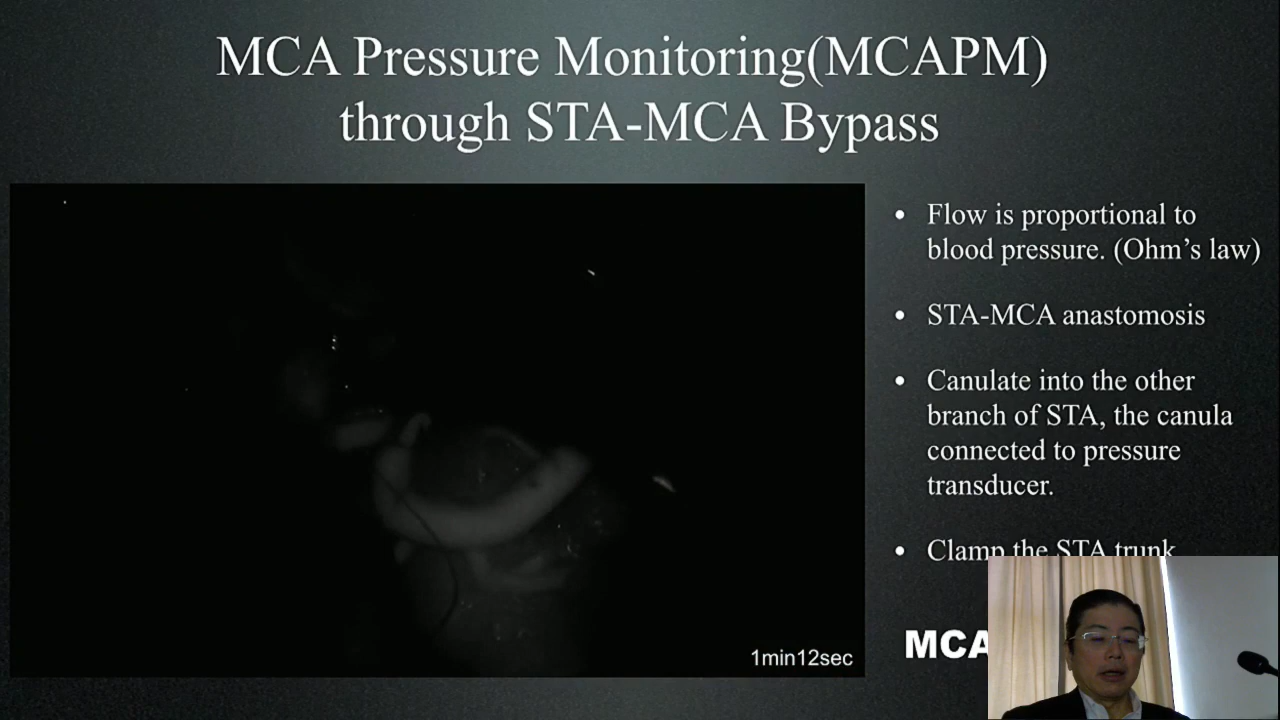 MCA Pressure Monitoring(MCAPM)
through STA-MCA Bypass
• Flow is proportional to
blood pressure. (Ohm's law)
• STA-MCA anastomosis
• Canulate into the other
branch of STA, the canula
connected to pressure
transducer.
• Clamp the STA trunk
MCA
1min12sec